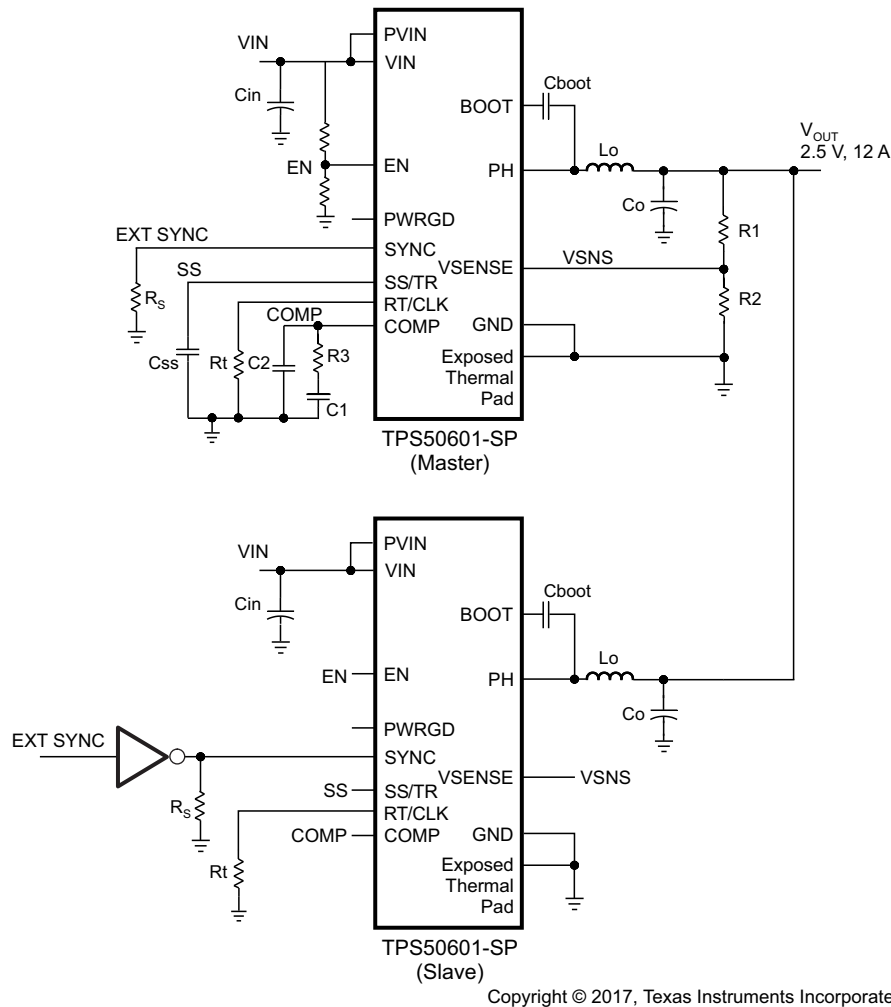 VIN
PVIN
VIN
Cin
Cboot
BOOT
V_OUT
2.5 V, 12 A
Lo
EN
EN
PH
Co
R1
PWRGD
EXT SYNC
SYNC
VSENSE
VSNS
SS
SS/TR
R_S
RT/CLK
R2
COMP
COMP
GND
Css
Rt
C2
R3
C1
Exposed
Thermal
Pad
TPS50601-SP
(Master)
VIN
PVIN
VIN
Cin
Cboot
BOOT
Lo
EN
EN
PH
Co
PWRGD
EXT SYNC
SYNC
VSENSE
VSNS
SS
SS/TR
R_S
RT/CLK
COMP
COMP
GND
Rt
Exposed
Thermal
Pad
TPS50601-SP
(Slave)
Copyright © 2017, Texas Instruments Incorporate